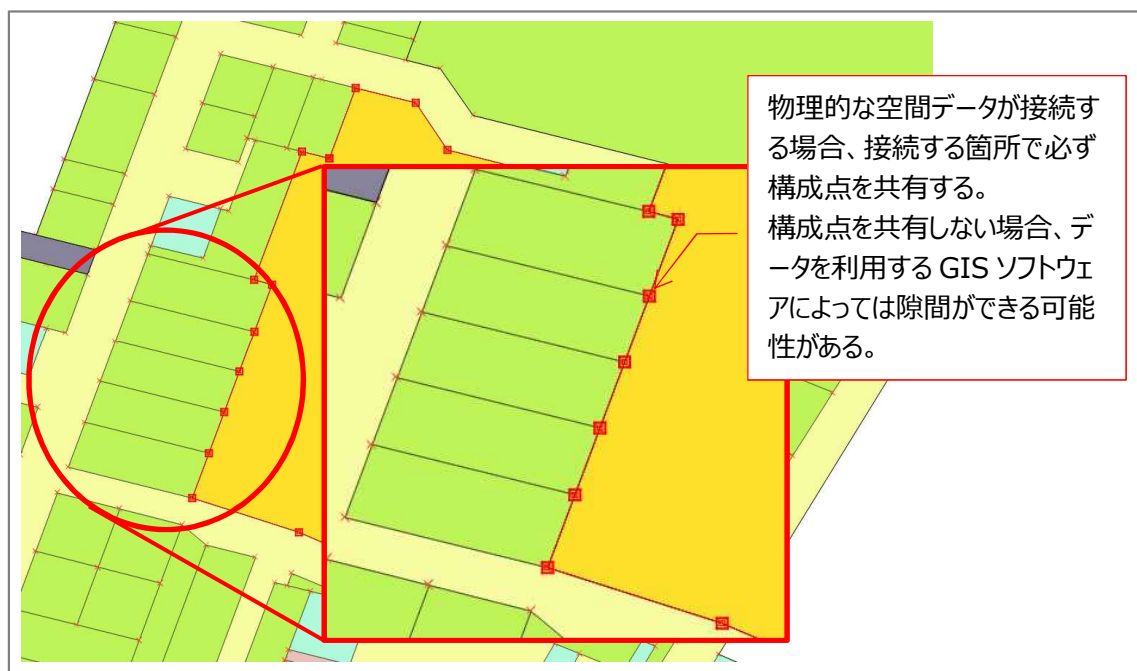 物理的な空間データが接続す
る場合、接続する箇所で必ず
構成点を共有する。
構成点を共有しない場合、デ
ータを利用する GIS ソフトウェ
アによっては隙間ができる可能
性がある。